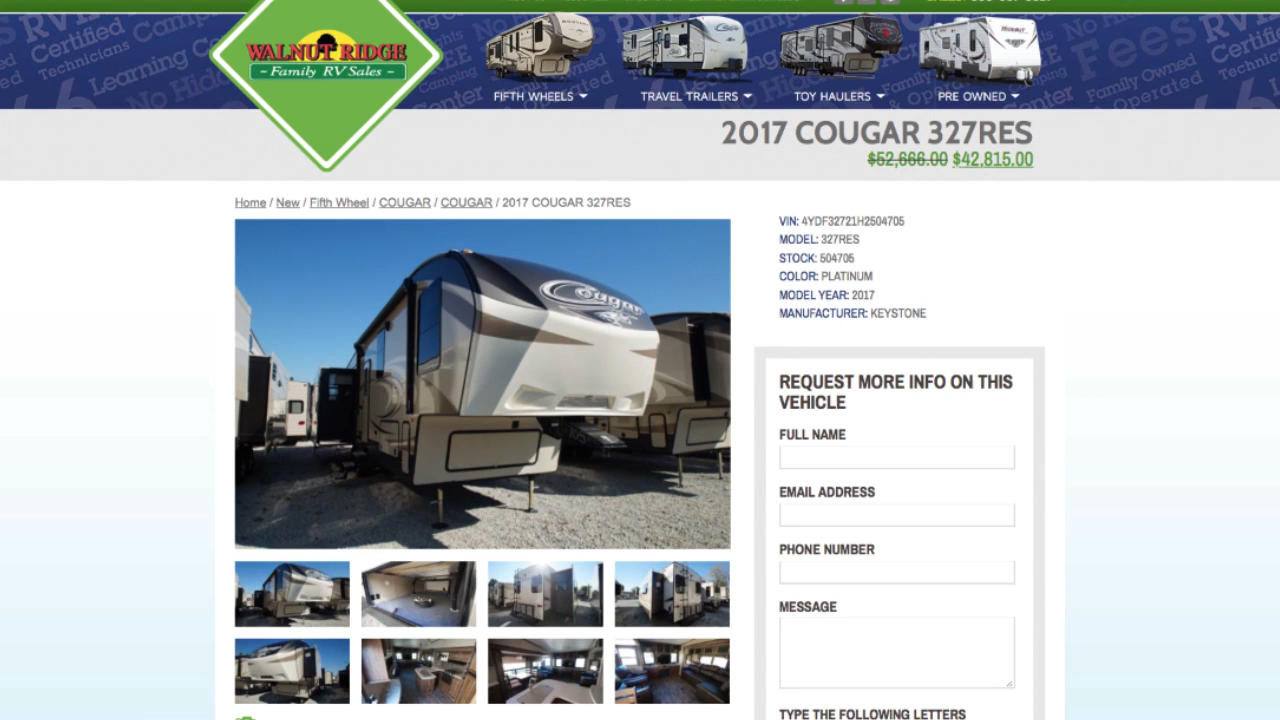 WALNUT RIDGE
~ Family RV Sales ~
FIFTH WHEELS
TRAVEL TRAILERS
TOY HAULERS
PRE OWNED
2017 COUGAR 327RES
$52,666.00 $42,815.00
Home / New / Fifth Wheel / COUGAR / COUGAR / 2017 COUGAR 327RES
Cougar
VIN: 4YDF32721H2504705
MODEL: 327RES
STOCK: 504705
COLOR: PLATINUM
MODEL YEAR: 2017
MANUFACTURER: KEYSTONE
REQUEST MORE INFO ON THIS
VEHICLE
FULL NAME
EMAIL ADDRESS
PHONE NUMBER
MESSAGE
TYPE THE FOLLOWING LETTERS